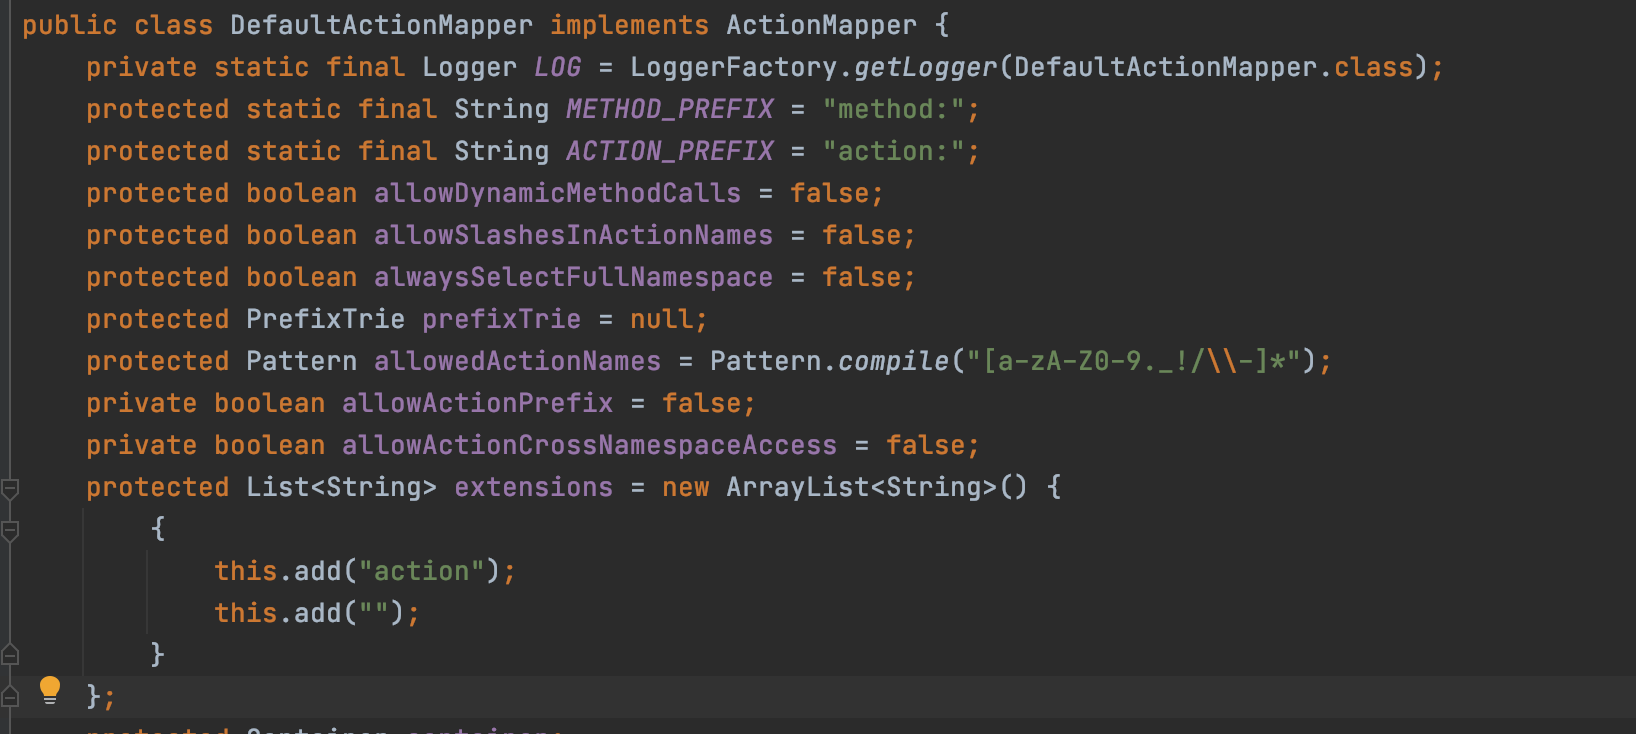 public class DefaultActionMapper implements ActionMapper {
private static final Logger LOG = LoggerFactory.getLogger(DefaultActionMapper.class);
protected static final String METHOD_PREFIX = "method:";
protected static final String ACTION_PREFIX = "action:";
protected boolean allowDynamicMethodCalls = false;
protected boolean allowSlashesInActionNames = false;
protected boolean alwaysSelectFullNamespace = false;
protected PrefixTrie prefixTrie = null;
protected Pattern allowedActionNames = Pattern.compile("[a-zA-Z0-9._!/\\-]*");
private boolean allowActionPrefix = false;
private boolean allowActionCrossNamespaceAccess = false;
protected List<String> extensions = new ArrayList<String>() {
{
this.add("action");
this.add("");
}
};
protected Container container;